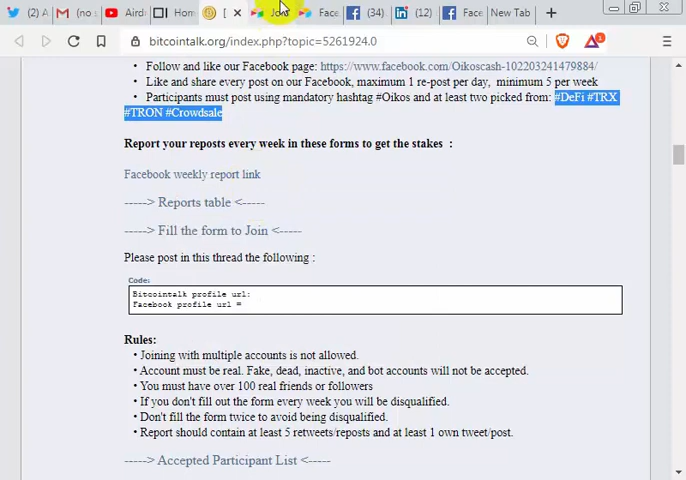 (2) A
(no s
Airdr
Hom
[
Join
Face
(34)
(12)
Face
New Tab
bitcointalk.org/index.php?topic=5261924.0
1
• Follow and like our Facebook page: https://www.facebook.com/Oikoscash-102203241479884/
• Like and share every post on our Facebook, maximum 1 re-post per day, minimum 5 per week
• Participants must post using mandatory hashtag #Oikos and at least two picked from: #DeFi #TRX
#TRON #Crowdsale
Report your reposts every week in these forms to get the stakes :
Facebook weekly report link
-----> Reports table <-----
-----> Fill the form to Join <-----
Please post in this thread the following :
Code:
Bitcointalk profile url:
Facebook profile url =
Rules:
• Joining with multiple accounts is not allowed.
• Account must be real. Fake, dead, inactive, and bot accounts will not be accepted.
• You must have over 100 real friends or followers
• If you don't fill out the form every week you will be disqualified.
• Don't fill the form twice to avoid being disqualified.
• Report should contain at least 5 retweets/reposts and at least 1 own tweet/post.
-----> Accepted Participant List <-----